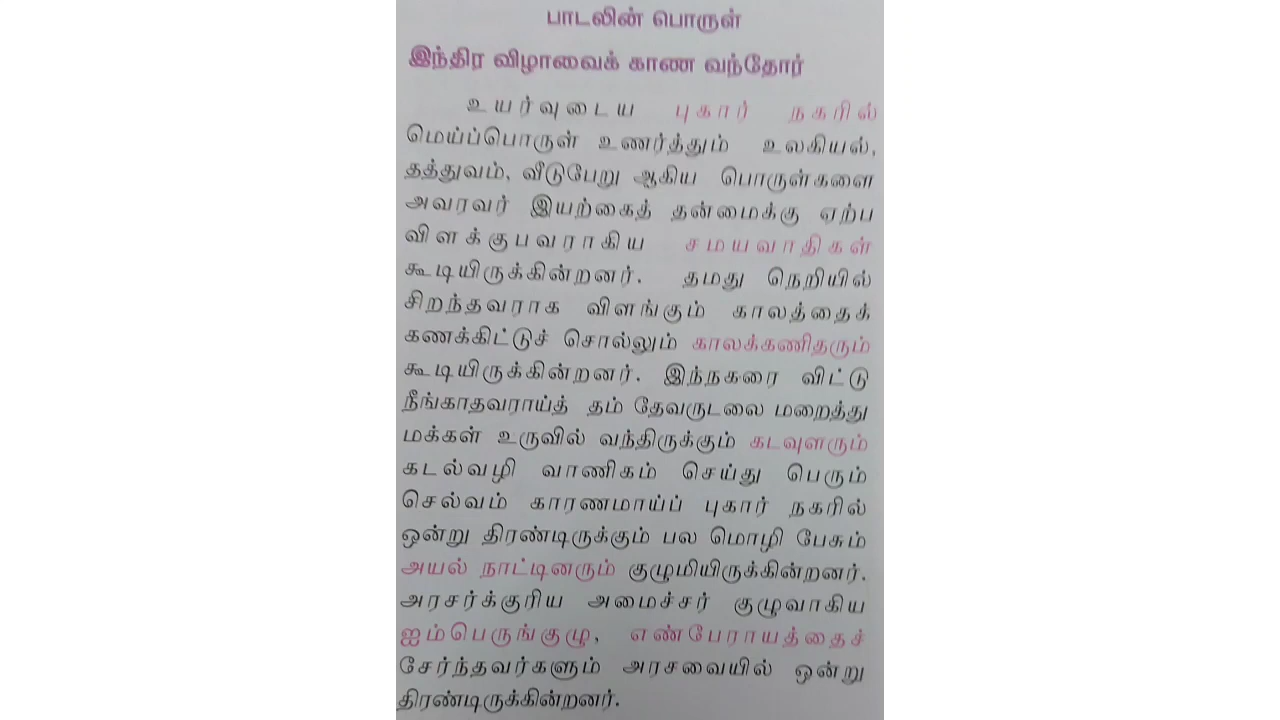 பாடலின் பொருள்
இந்திர விழாவைக் காண வந்தோர்
உயர்வுடைய புகார் நகரில்
மெய்ப்பொருள் உணர்த்தும் உலகியல்,
தத்துவம், வீடுபேறு ஆகிய பொருள்களை
அவரவர் இயற்கைத் தன்மைக்கு ஏற்ப
விளக்குபவராகிய சமயவாதிகள்
கூடியிருக்கின்றனர். தமது நெறியில்
சிறந்தவராக விளங்கும் காலத்தைக்
கணக்கிட்டுச் சொல்லும் காலக்கணிதரும்
கூடியிருக்கின்றனர். இந்நகரை விட்டு
நீங்காதவராய்த் தம் தேவருடலை மறைத்து
மக்கள் உருவில் வந்திருக்கும் கடவுளரும்
கடல்வழி வாணிகம் செய்து பெரும்
செல்வம் காரணமாய்ப் புகார் நகரில்
ஒன்று திரண்டிருக்கும் பல மொழி பேசும்
அயல் நாட்டினரும் குழுமியிருக்கின்றனர்.
அரசர்க்குரிய அமைச்சர் குழுவாகிய
ஐம்பெருங்குழு, எண்பேராயத்தைச்
சேர்ந்தவர்களும் அரசவையில் ஒன்று
திரண்டிருக்கின்றனர்.